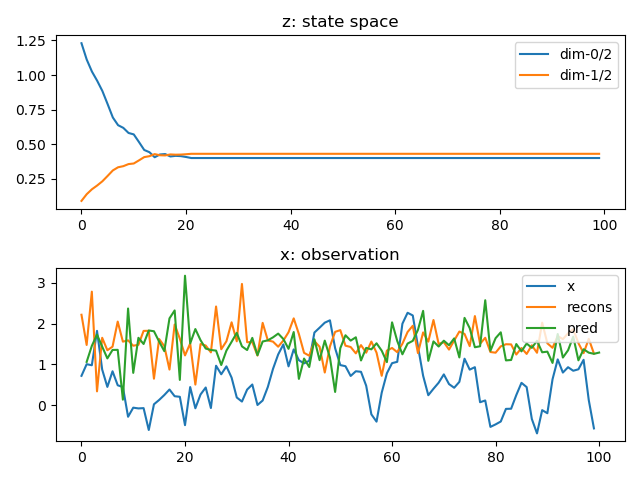 z: state space
1.25
1.00
0.75
0.50
0.25
dim-0/2
dim-1/2
0 20 40 60 80 100
x: observation
3
2
1
0
x
recons
pred
0 20 40 60 80 100